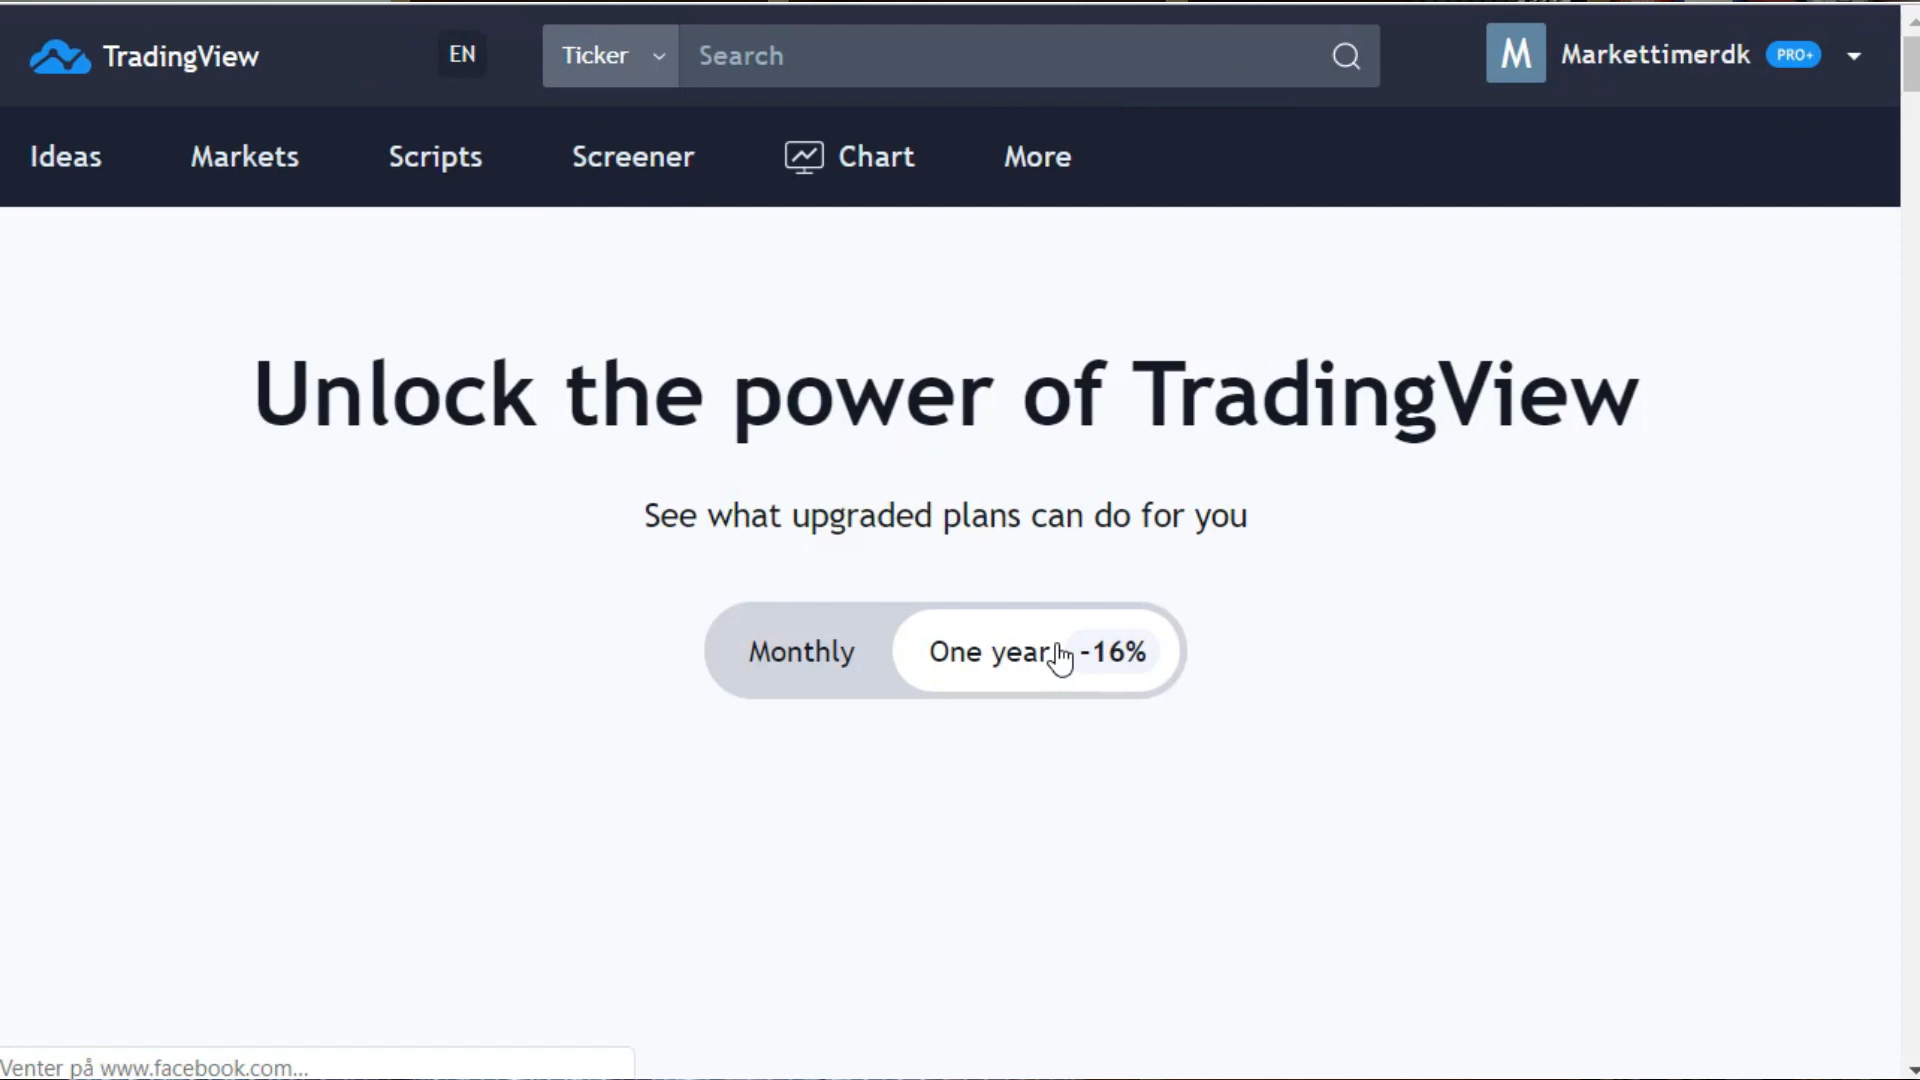 TradingView
EN
Ticker
Search
M
Markettimerdk
PRO+
Ideas
Markets
Scripts
Screener
Chart
More
Unlock the power of TradingView
See what upgraded plans can do for you
Monthly
One year -16%
Venter på www.facebook.com...